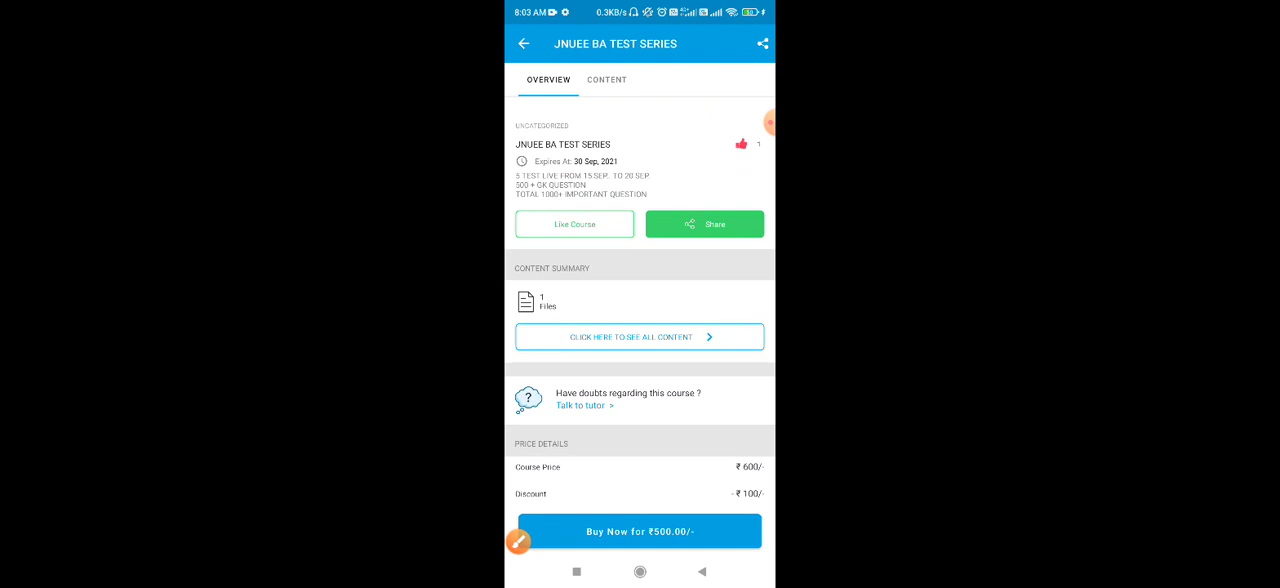 8:03 AM 0.3KB/s
JNUEE BA TEST SERIES
OVERVIEW CONTENT
UNCATEGORIZED
JNUEE BA TEST SERIES 1
Expires At: 30 Sep, 2021
5 TEST LIVE FROM 15 SEP.. TO 20 SEP.
500 + GK QUESTION
TOTAL 1000+ IMPORTANT QUESTION
Like Course Share
CONTENT SUMMARY
1
Files
CLICK HERE TO SEE ALL CONTENT >
?
Have doubts regarding this course ?
Talk to tutor >
PRICE DETAILS
Course Price ₹ 600/-
Discount - ₹ 100/-
Buy Now for ₹500.00/-